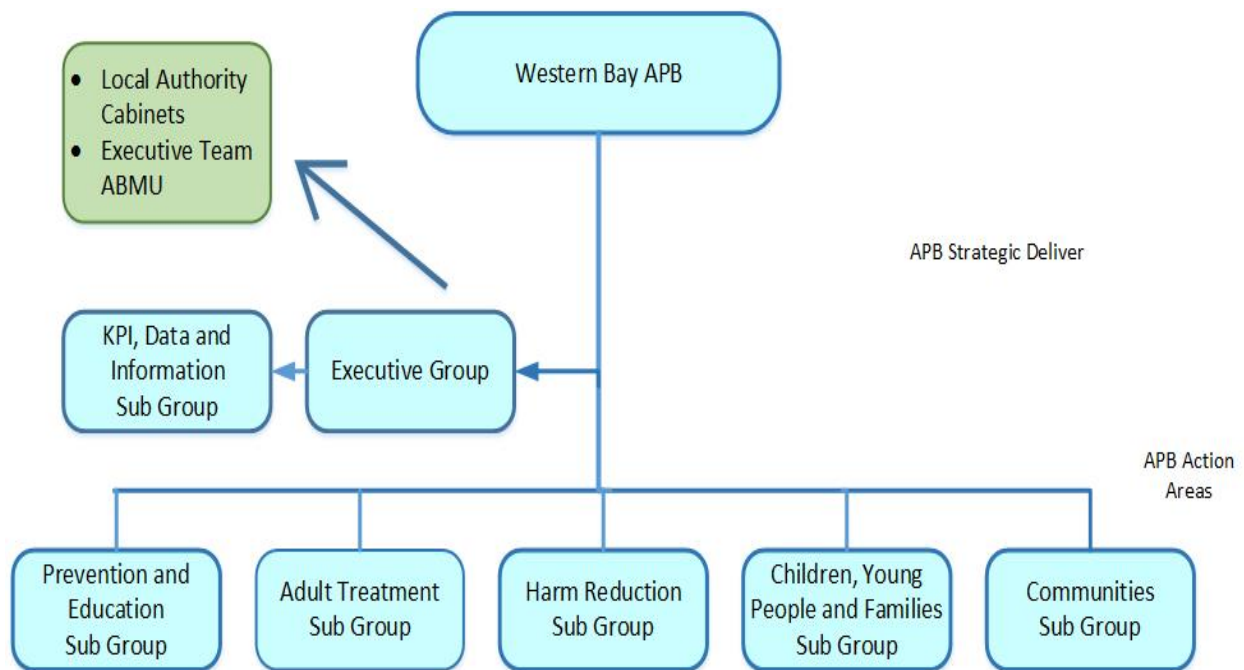 Western Bay APB
• Local Authority
Cabinets
• Executive Team
ABMU
APB Strategic Deliver
KPI, Data and
Information
Sub Group
Executive Group
APB Action
Areas
Prevention and
Education
Sub Group
Adult Treatment
Sub Group
Harm Reduction
Sub Group
Children, Young
People and Families
Sub Group
Communities
Sub Group